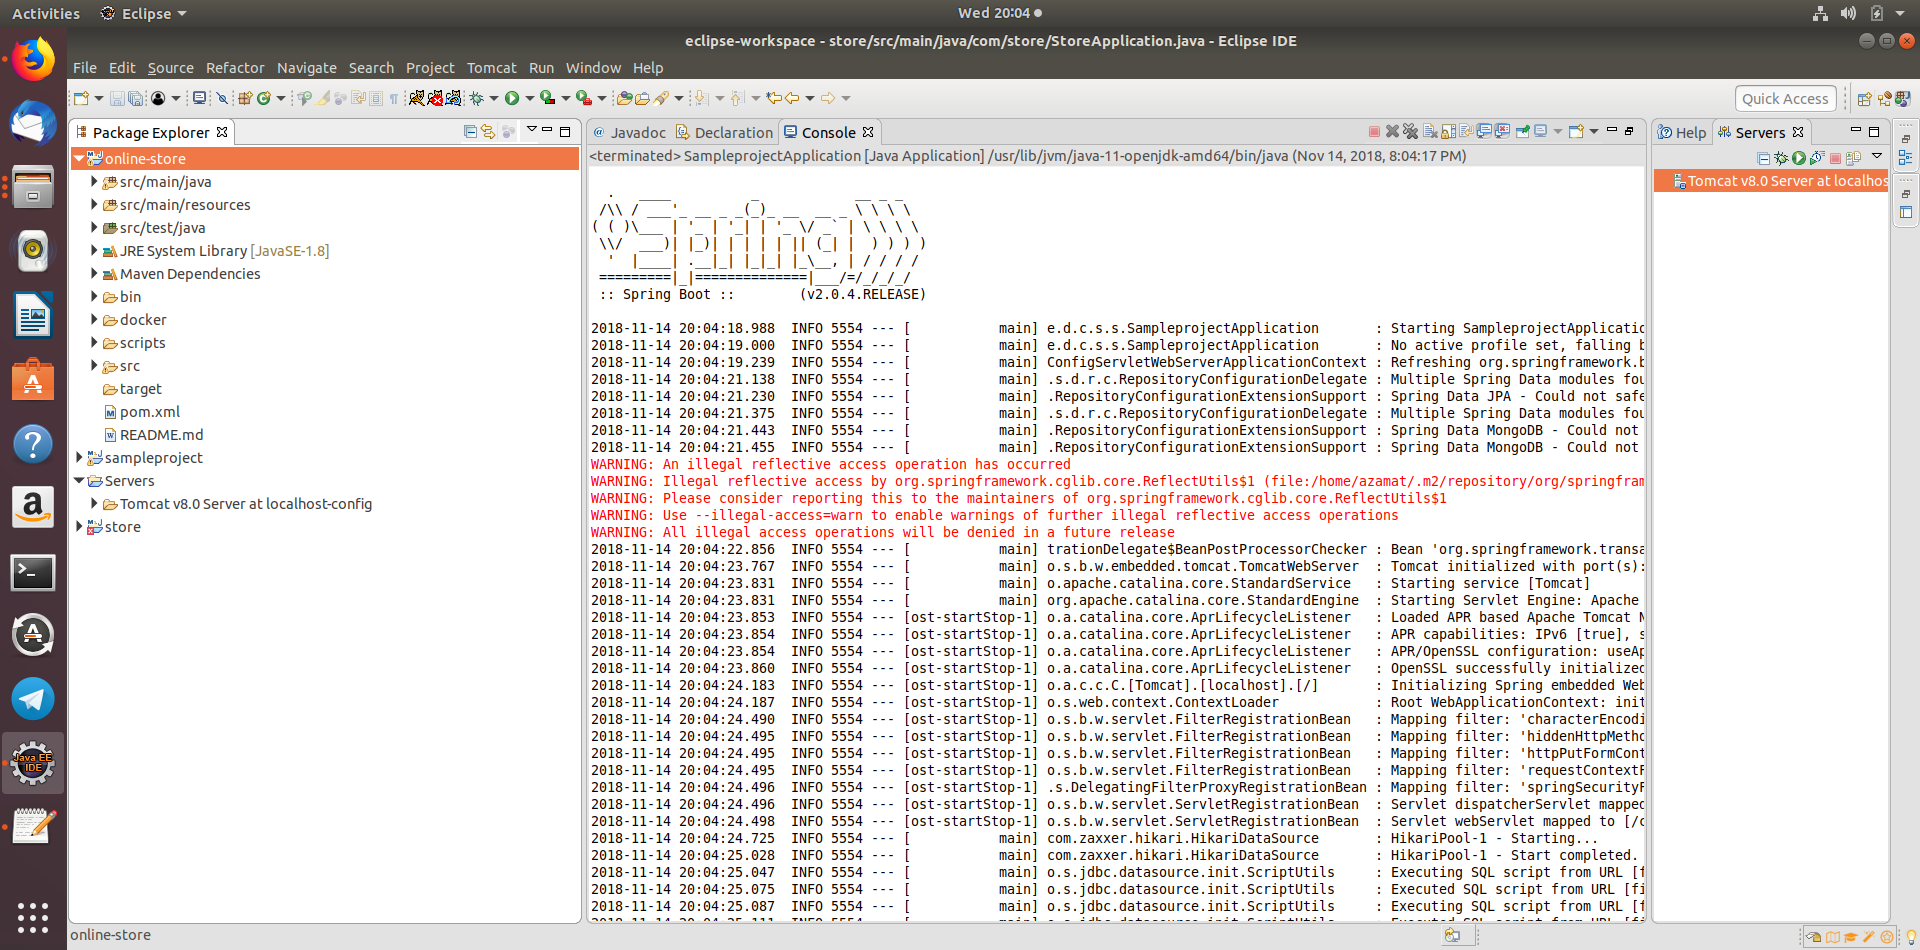 Activities
Eclipse
Wed 20:04
eclipse-workspace - store/src/main/java/com/store/StoreApplication.java - Eclipse IDE
File Edit Source Refactor Navigate Search Project Tomcat Run Window Help
Quick Access
Package Explorer
online-store
src/main/java
src/main/resources
src/test/java
JRE System Library [JavaSE-1.8]
Maven Dependencies
bin
docker
scripts
src
target
pom.xml
README.md
sampleproject
Servers
Tomcat v8.0 Server at localhost-config
store
Javadoc Declaration Console
<terminated> SampleprojectApplication [Java Application] /usr/lib/jvm/java-11-openjdk-amd64/bin/java (Nov 14, 2018, 8:04:17 PM)
Spring
:: Spring Boot :: (v2.0.4.RELEASE)
2018-11-14 20:04:18.988 INFO 5554 --- [ main] e.d.c.s.s.SampleprojectApplication : Starting SampleprojectApplicatio
2018-11-14 20:04:19.000 INFO 5554 --- [ main] e.d.c.s.s.SampleprojectApplication : No active profile set, falling b
2018-11-14 20:04:19.239 INFO 5554 --- [ main] ConfigServletWebServerApplicationContext : Refreshing org.springframework.b
2018-11-14 20:04:21.138 INFO 5554 --- [ main] .s.d.r.c.RepositoryConfigurationDelegate : Multiple Spring Data modules fou
2018-11-14 20:04:21.230 INFO 5554 --- [ main] .RepositoryConfigurationExtensionSupport : Spring Data JPA - Could not safe
2018-11-14 20:04:21.375 INFO 5554 --- [ main] .s.d.r.c.RepositoryConfigurationDelegate : Multiple Spring Data modules fou
2018-11-14 20:04:21.443 INFO 5554 --- [ main] .RepositoryConfigurationExtensionSupport : Spring Data MongoDB - Could not
2018-11-14 20:04:21.455 INFO 5554 --- [ main] .RepositoryConfigurationExtensionSupport : Spring Data MongoDB - Could not
WARNING: An illegal reflective access operation has occurred
WARNING: Illegal reflective access by org.springframework.cglib.core.ReflectUtils$1 (file:/home/azamat/.m2/repository/org/springfram
WARNING: Please consider reporting this to the maintainers of org.springframework.cglib.core.ReflectUtils$1
WARNING: Use --illegal-access=warn to enable warnings of further illegal reflective access operations
WARNING: All illegal access operations will be denied in a future release
2018-11-14 20:04:22.856 INFO 5554 --- [ main] trationDelegate$BeanPostProcessorChecker : Bean 'org.springframework.transa
2018-11-14 20:04:23.767 INFO 5554 --- [ main] o.s.b.w.embedded.tomcat.TomcatWebServer : Tomcat initialized with port(s):
2018-11-14 20:04:23.831 INFO 5554 --- [ main] o.apache.catalina.core.StandardService : Starting service [Tomcat]
2018-11-14 20:04:23.831 INFO 5554 --- [ main] org.apache.catalina.core.StandardEngine : Starting Servlet Engine: Apache
2018-11-14 20:04:23.853 INFO 5554 --- [ost-startStop-1] o.a.catalina.core.AprLifecycleListener : Loaded APR based Apache Tomcat N
2018-11-14 20:04:23.854 INFO 5554 --- [ost-startStop-1] o.a.catalina.core.AprLifecycleListener : APR capabilities: IPv6 [true], s
2018-11-14 20:04:23.854 INFO 5554 --- [ost-startStop-1] o.a.catalina.core.AprLifecycleListener : APR/OpenSSL configuration: useAp
2018-11-14 20:04:23.860 INFO 5554 --- [ost-startStop-1] o.a.catalina.core.AprLifecycleListener : OpenSSL successfully initialized
2018-11-14 20:04:24.183 INFO 5554 --- [ost-startStop-1] o.a.c.c.C.[Tomcat].[localhost].[/] : Initializing Spring embedded Web
2018-11-14 20:04:24.187 INFO 5554 --- [ost-startStop-1] o.s.web.context.ContextLoader : Root WebApplicationContext: init
2018-11-14 20:04:24.490 INFO 5554 --- [ost-startStop-1] o.s.b.w.servlet.FilterRegistrationBean : Mapping filter: 'characterEncodi
2018-11-14 20:04:24.495 INFO 5554 --- [ost-startStop-1] o.s.b.w.servlet.FilterRegistrationBean : Mapping filter: 'hiddenHttpMetho
2018-11-14 20:04:24.495 INFO 5554 --- [ost-startStop-1] o.s.b.w.servlet.FilterRegistrationBean : Mapping filter: 'httpPutFormCont
2018-11-14 20:04:24.495 INFO 5554 --- [ost-startStop-1] o.s.b.w.servlet.FilterRegistrationBean : Mapping filter: 'requestContextF
2018-11-14 20:04:24.496 INFO 5554 --- [ost-startStop-1] .s.DelegatingFilterProxyRegistrationBean : Mapping filter: 'springSecurityF
2018-11-14 20:04:24.496 INFO 5554 --- [ost-startStop-1] o.s.b.w.servlet.ServletRegistrationBean : Servlet dispatcherServlet mapped
2018-11-14 20:04:24.498 INFO 5554 --- [ost-startStop-1] o.s.b.w.servlet.ServletRegistrationBean : Servlet webServlet mapped to [/c
2018-11-14 20:04:24.725 INFO 5554 --- [ main] com.zaxxer.hikari.HikariDataSource : HikariPool-1 - Starting...
2018-11-14 20:04:25.028 INFO 5554 --- [ main] com.zaxxer.hikari.HikariDataSource : HikariPool-1 - Start completed.
2018-11-14 20:04:25.047 INFO 5554 --- [ main] o.s.jdbc.datasource.init.ScriptUtils : Executing SQL script from URL [f
2018-11-14 20:04:25.075 INFO 5554 --- [ main] o.s.jdbc.datasource.init.ScriptUtils : Executed SQL script from URL [fi
2018-11-14 20:04:25.087 INFO 5554 --- [ main] o.s.jdbc.datasource.init.ScriptUtils : Executing SQL script from URL [f
Help Servers
Tomcat v8.0 Server at localhos
Java EE
IDE
online-store